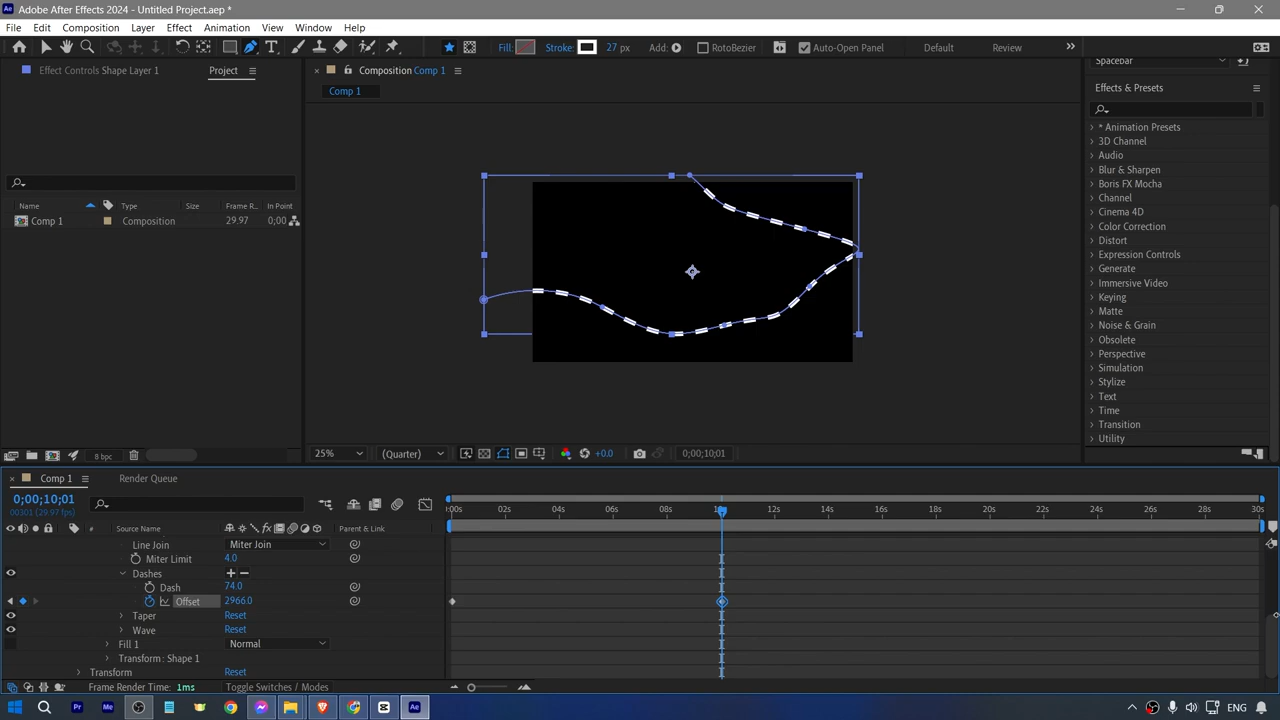 Adobe After Effects 2024 - Untitled Project.aep *
File Edit Composition Layer Effect Animation View Window Help
Fill: Stroke: 27 px Add: RotoBezier Auto-Open Panel Default Review
Effect Controls Shape Layer 1 Project
Composition Comp 1
Comp 1
Name Type Size Frame R... In Point
Comp 1 Composition 29.97 0;00
8 bpc
25% (Quarter) +0.0 0;00;10;01
Spacebar
Effects & Presets
* Animation Presets
3D Channel
Audio
Blur & Sharpen
Boris FX Mocha
Channel
Cinema 4D
Color Correction
Distort
Expression Controls
Generate
Immersive Video
Keying
Matte
Noise & Grain
Obsolete
Perspective
Simulation
Stylize
Text
Time
Transition
Utility
Comp 1 Render Queue
0;00;10;01
00301 (29.97 fps)
:00s 02s 04s 06s 08s 10s 12s 14s 16s 18s 20s 22s 24s 26s 28s 30s
# Source Name Parent & Link
Line Join Miter Join
Miter Limit 4.0
Dashes
Dash 74.0
Offset 2966.0
Taper Reset
Wave Reset
Fill 1 Normal
Transform: Shape 1
Transform Reset
Frame Render Time: 1ms Toggle Switches / Modes
ENG